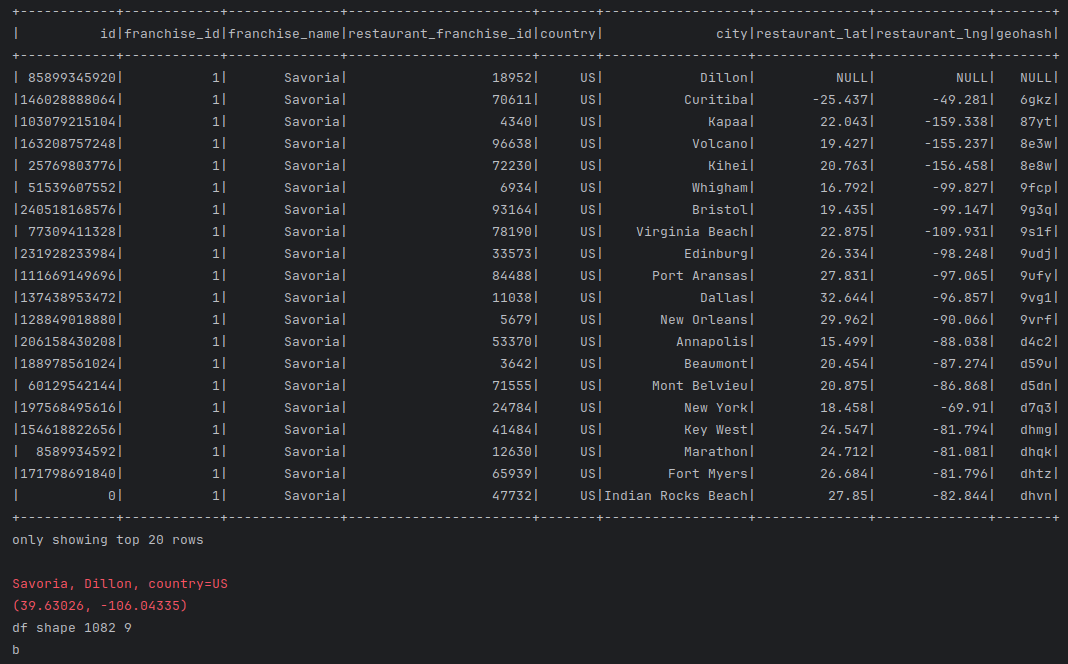 +------------+------------+--------------+-----------------------+-------+------------------+--------------+--------------+-------+
|          id|franchise_id|franchise_name|restaurant_franchise_id|country|              city|restaurant_lat|restaurant_lng|geohash|
+------------+------------+--------------+-----------------------+-------+------------------+--------------+--------------+-------+
| 85899345920|           1|       Savoria|                  18952|     US|            Dillon|          NULL|          NULL|   NULL|
|146028888064|           1|       Savoria|                  70611|     US|          Curitiba|       -25.437|       -49.281|   6gkz|
|103079215104|           1|       Savoria|                   4340|     US|             Kapaa|        22.043|      -159.338|   87yt|
|163208757248|           1|       Savoria|                  96638|     US|           Volcano|        19.427|      -155.237|   8e3w|
| 25769803776|           1|       Savoria|                  72230|     US|             Kihei|        20.763|      -156.458|   8e8w|
| 51539607552|           1|       Savoria|                   6934|     US|           Whigham|        16.792|       -99.827|   9fcp|
|240518168576|           1|       Savoria|                  93164|     US|           Bristol|        19.435|       -99.147|   9g3q|
| 77309411328|           1|       Savoria|                  78190|     US|    Virginia Beach|        22.875|      -109.931|   9s1f|
|231928233984|           1|       Savoria|                  33573|     US|          Edinburg|        26.334|       -98.248|   9udj|
|111669149696|           1|       Savoria|                  84488|     US|      Port Aransas|        27.831|       -97.065|   9ufy|
|137438953472|           1|       Savoria|                  11038|     US|            Dallas|        32.644|       -96.857|   9vg1|
|128849018880|           1|       Savoria|                   5679|     US|       New Orleans|        29.962|       -90.066|   9vrf|
|206158430208|           1|       Savoria|                  53370|     US|         Annapolis|        15.499|       -88.038|   d4c2|
|188978561024|           1|       Savoria|                   3642|     US|          Beaumont|        20.454|       -87.274|   d59u|
| 60129542144|           1|       Savoria|                  71555|     US|      Mont Belvieu|        20.875|       -86.868|   d5dn|
|197568495616|           1|       Savoria|                  24784|     US|          New York|        18.458|        -69.91|   d7q3|
|154618822656|           1|       Savoria|                  41484|     US|          Key West|        24.547|       -81.794|   dhmg|
|  8589934592|           1|       Savoria|                  12630|     US|          Marathon|        24.712|       -81.081|   dhqk|
|171798691840|           1|       Savoria|                  65939|     US|        Fort Myers|        26.684|       -81.796|   dhtz|
|           0|           1|       Savoria|                  47732|     US|Indian Rocks Beach|         27.85|       -82.844|   dhvn|
+------------+------------+--------------+-----------------------+-------+------------------+--------------+--------------+-------+
only showing top 20 rows
Savoria, Dillon, country=US
(39.63026, -106.04335)
df shape 1082 9
b